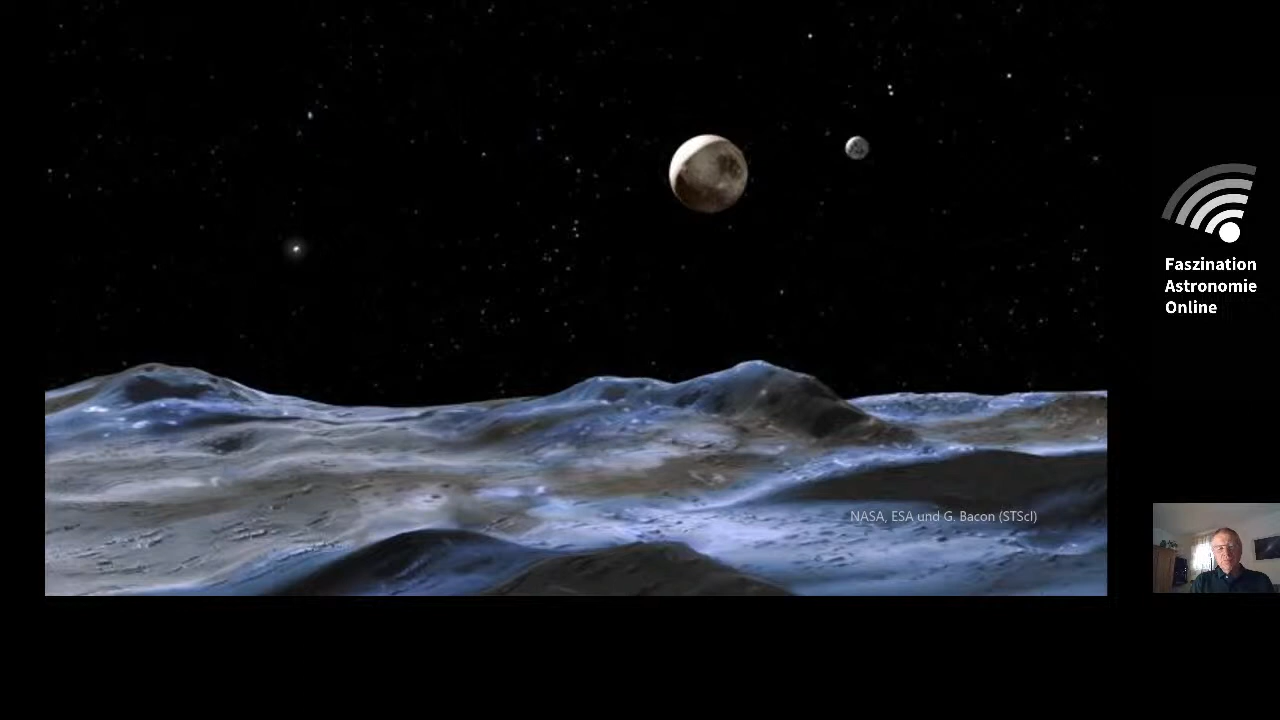 Faszination
Astronomie
Online
NASA, ESA und G. Bacon (STScI)